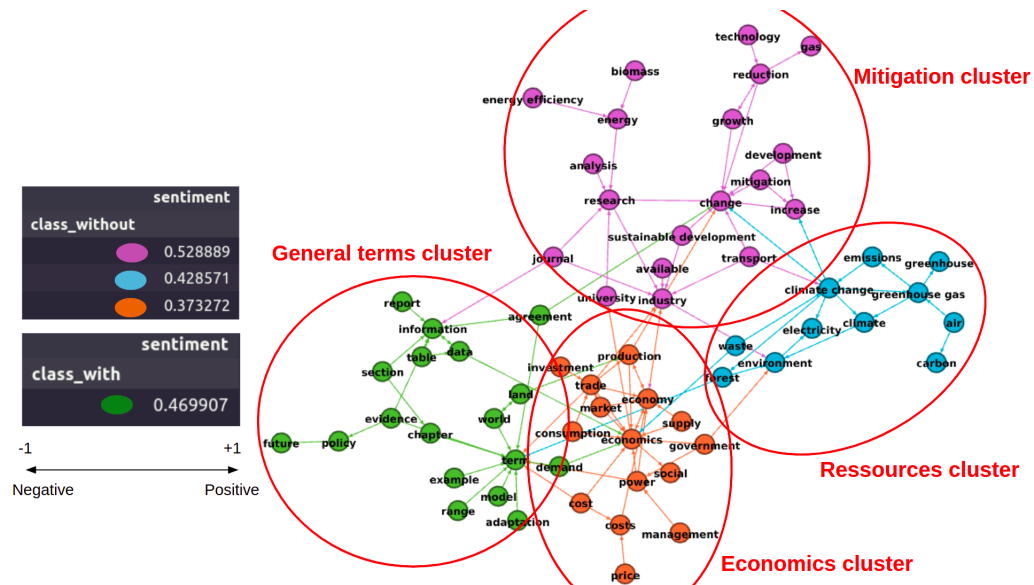 sentiment
class_without
0.528889
0.428571
0.373272
sentiment
class_with
0.469907
-1
+1
Negative
Positive
Mitigation cluster
technology
gas
biomass
reduction
energy efficiency
energy
growth
analysis
development
mitigation
research
change
increase
sustainable development
journal
available
transport
university
industry
General terms cluster
report
information
agreement
table
data
section
land
evidence
world
chapter
future
policy
term
example
model
range
adaptation
demand
emissions
greenhouse
climate change
greenhouse gas
electricity
climate
air
waste
environment
carbon
forest
Ressources cluster
production
investment
trade
market
economy
supply
consumption
economics
government
social
power
cost
costs
management
price
Economics cluster